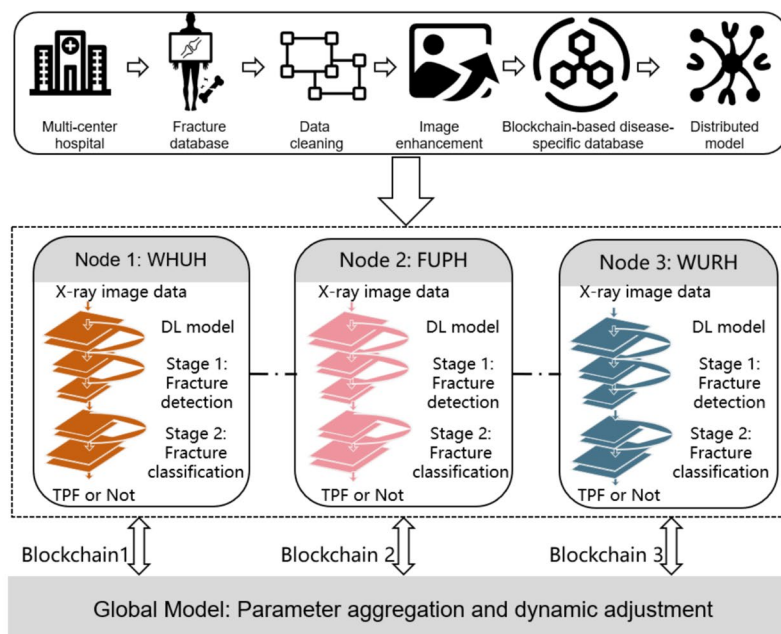 Multi-center
hospital
Fracture
database
Data
cleaning
Image
enhancement
Blockchain-based disease-
specific database
Distributed
model
Node 1: WHUH
X-ray image data
DL model
Stage 1:
Fracture
detection
Stage 2:
Fracture
classification
TPF or Not
Node 2: FUPH
X-ray image data
DL model
Stage 1:
Fracture
detection
Stage 2:
Fracture
classification
TPF or Not
Node 3: WURH
X-ray image data
DL model
Stage 1:
Fracture
detection
Stage 2:
Fracture
classification
TPF or Not
Blockchain1
Blockchain 2
Blockchain 3
Global Model: Parameter aggregation and dynamic adjustment